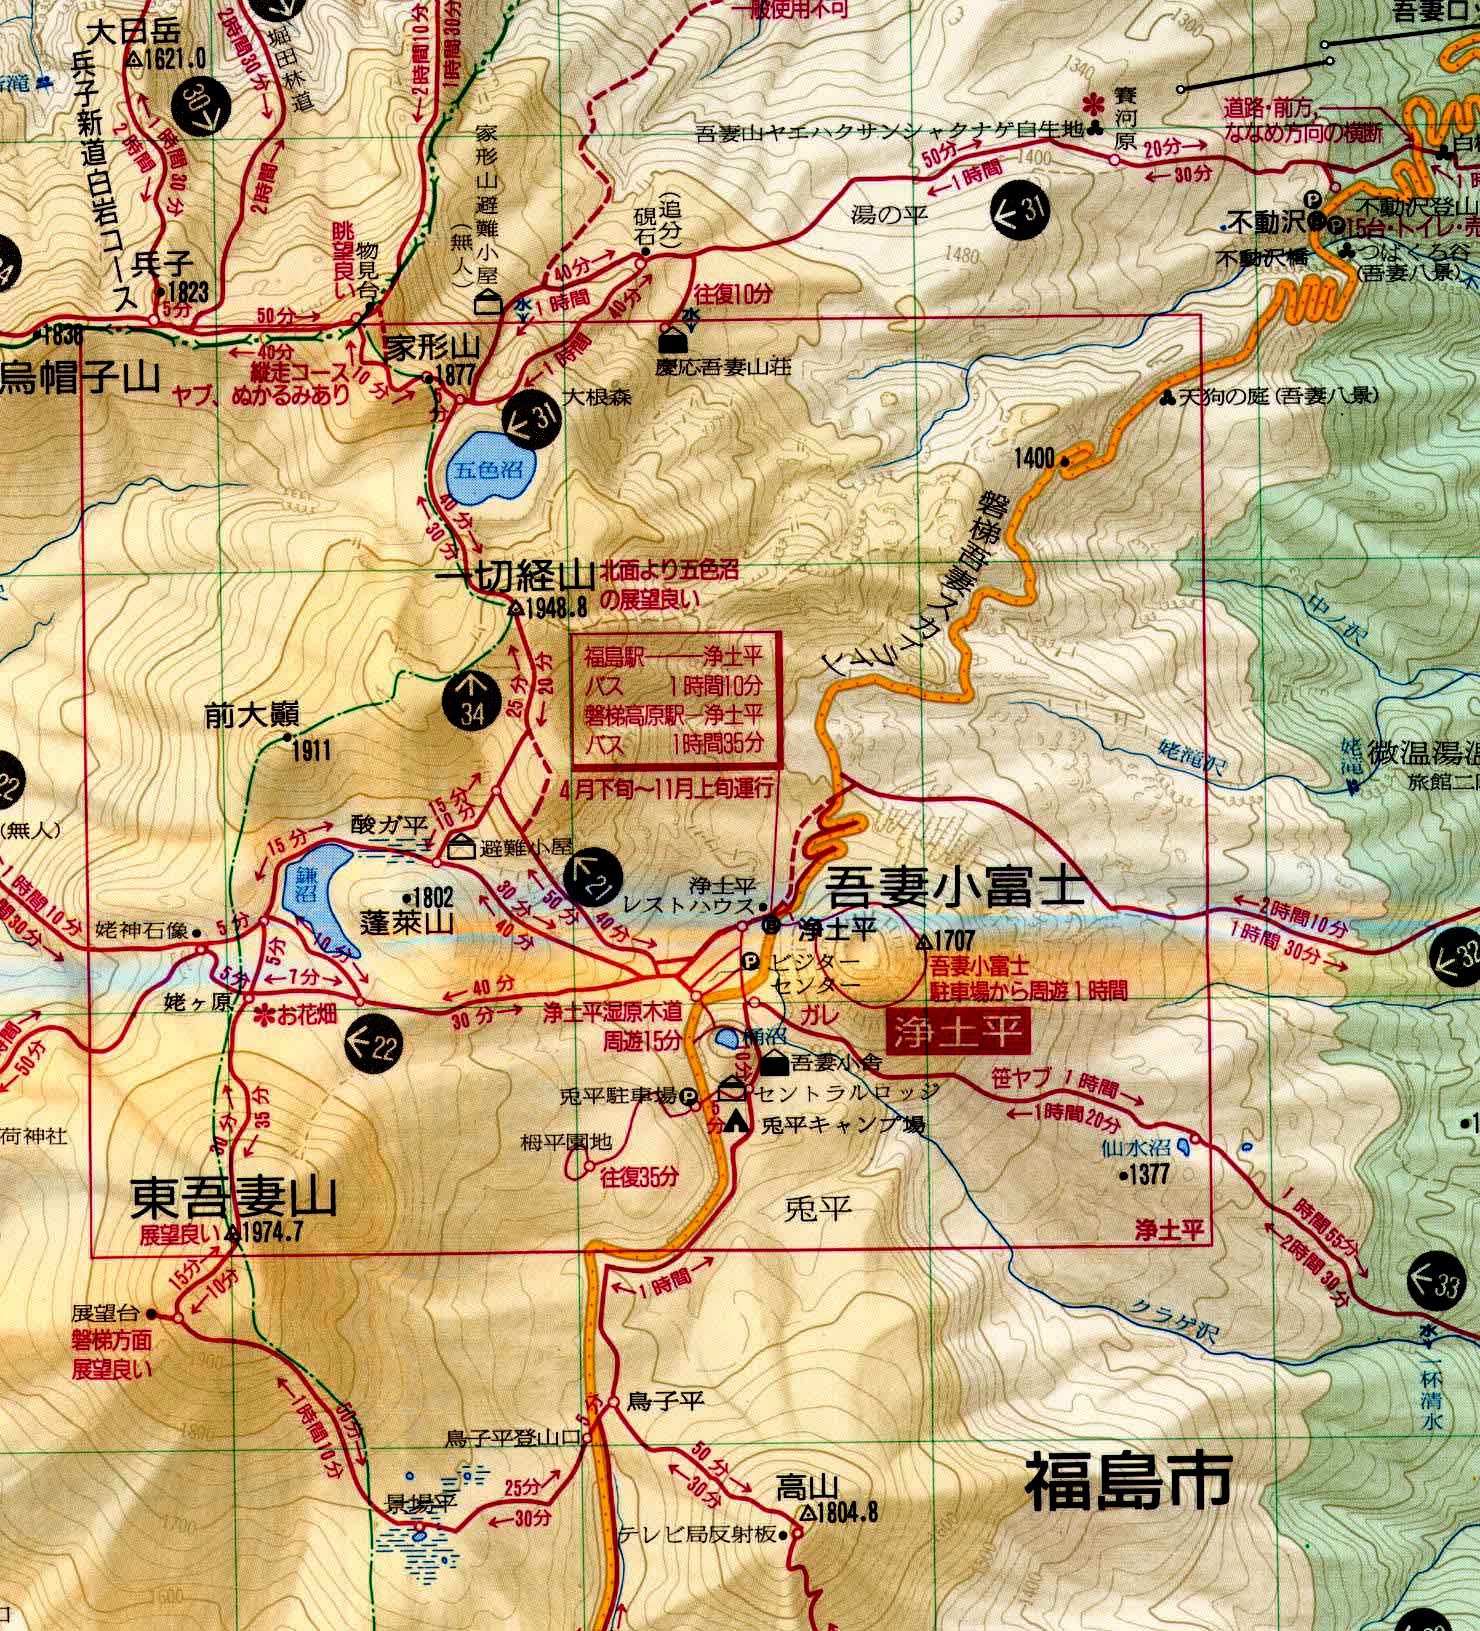 一般使用不可
大日岳
1621.0
堀田林道
2時間30分
2時間10分
1時間30分
30
兵子新道白岩コース
1時間30分
2時間
2時間
家形山避難小屋
(無人)
眺望良い
物見台
兵子
1823
5分
50分
40分
1838
烏帽子山
縦走コース
ヤブ、ぬかるみあり
10分
家形山
1877
硯石
(追分)
40分
1時間
40分
1時間
水
水
往復10分
慶応吾妻山荘
大根森
31
五色沼
吾妻山ヤエハクサンシャクナゲ自生地
賽河原
50分
1時間
1400
20分
30分
31
湯の平
1480
1340
1300
道路・前方、
ななめ方向の横断
不動沢
不動沢橋
15台・トイレ・売
つばくろ谷
(吾妻八景)
天狗の庭(吾妻八景)
1400
磐梯吾妻スカイライン
40分
30分
一切経山
1948.8
北面より五色沼
の展望良い
福島駅――浄土平
バス 1時間10分
磐梯高原駅―浄土平
バス 1時間35分
4月下旬〜11月上旬運行
25分
20分
34
前大巓
1911
中ノ沢
姥滝沢
姥滝
微温湯温
旅館二
22
(無人)
酸ガ平
15分
10分
避難小屋
15分
鎌沼
1802
蓬莱山
21
30分
40分
50分
40分
浄土平
レストハウス
浄土平
吾妻小富士
1707
吾妻小富士
駐車場から周遊1時間
2時間10分
1時間30分
32
1時間10分
姥神石像
5分
5分
10分
7分
5分
姥ヶ原
お花畑
40分
30分
22
ビジター
センター
浄土平湿原木道
周遊15分
ガレ
浄土平
桶沼
吾妻小舎
セントラルロッジ
兎平駐車場
兎平キャンプ場
栂平園地
往復35分
兎平
笹ヤブ 1時間
1時間20分
仙水沼
1377
浄土平
1時間55分
2時間30分
33
50分
荷神社
30分
35分
東吾妻山
展望良い
1974.7
15分
10分
展望台
磐梯方面
展望良い
1900
1800
1時間10分
50分
1時間
クラゲ沢
水
一杯清水
鳥子平
5分
鳥子平登山口
景場平
25分
30分
50分
30分
高山
1804.8
テレビ局反射板
福島市
1600